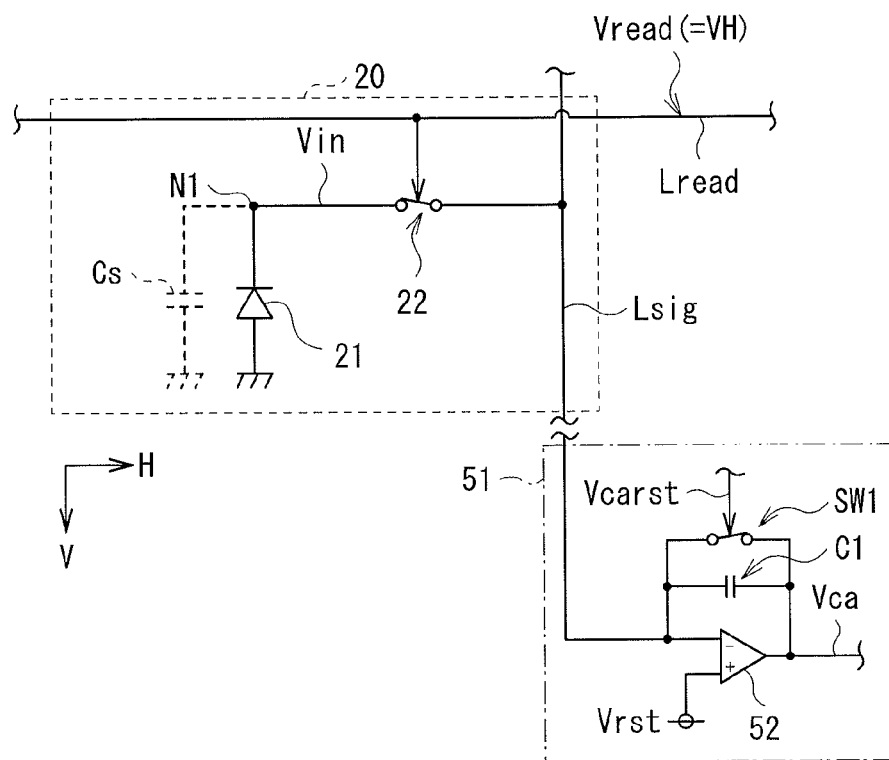 Vread(=VH)
20
Vin
Lread
N1
Cs
22
21
Lsig
H
V
51
Vcarst
SW1
C1
Vca
−
+
52
Vrst